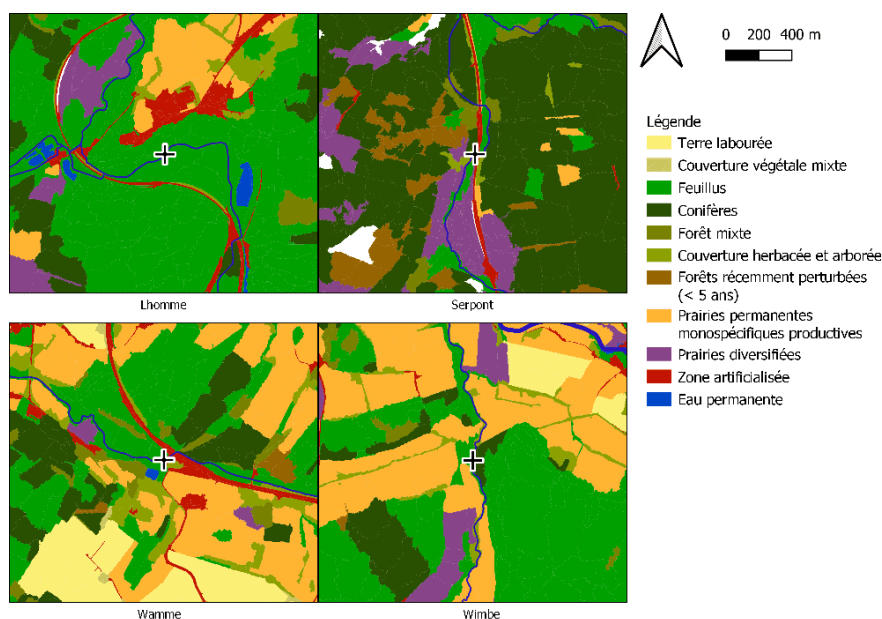 0 200 400 m
Légende
Terre labourée
Couverture végétale mixte
Feuillus
Conifères
Forêt mixte
Couverture herbacée et arborée
Forêts récemment perturbées
(< 5 ans)
Prairies permanentes
monospécifiques productives
Prairies diversifiées
Zone artificialisée
Eau permanente
Lhomme
Serpont
Wamme
Wimbe